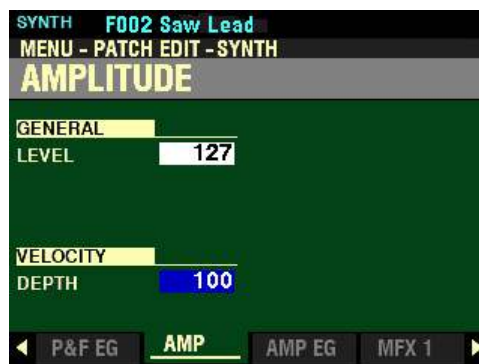 SYNTH F002 Saw Lead
MENU - PATCH EDIT - SYNTH
AMPLITUDE
GENERAL
LEVEL 127
VELOCITY
DEPTH 100
P&F EG AMP AMP EG MFX 1